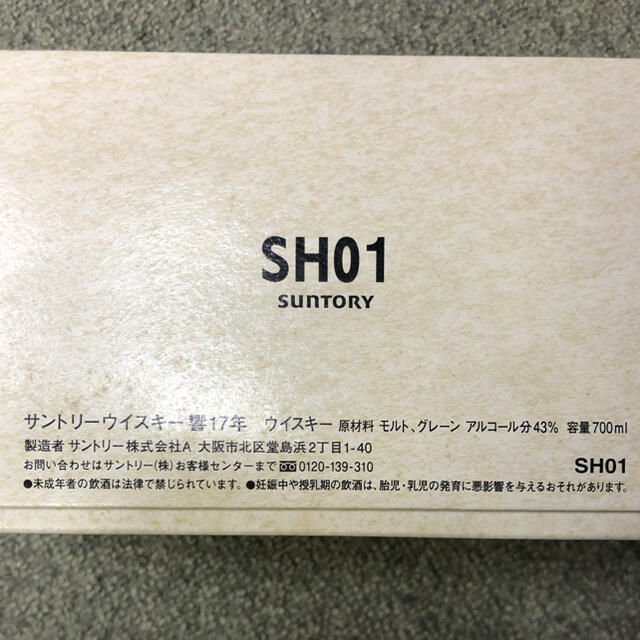 SH01
SUNTORY
サントリーウイスキー響17年 ウイスキー 原材料 モルト、グレーン アルコール分43% 容量700ml
製造者 サントリー株式会社A 大阪市北区堂島浜2丁目1-40
お問い合わせはサントリー(株)お客様センターまで 0120-139-310
SH01
●未成年者の飲酒は法律で禁じられています。●妊娠中や授乳期の飲酒は、胎児・乳児の発育に悪影響を与えるおそれがあります。